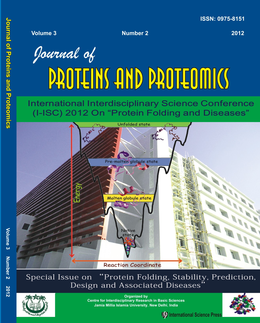 ISSN: 0975-8151
Volume 3 Number 2 2012
Journal of
PROTEINS AND PROTEOMICS
International Interdisciplinary Science Conference
(I-ISC) 2012 On "Protein Folding and Diseases"
Unfolded state
Pre-molten globule state
Molten globule state
Energy
Reaction Coordinate
Special Issue on "Protein Folding, Stability, Prediction,
Design and Associated Diseases"
Organised by
Centre for Interdisciplinary Research in Basic Sciences
Jamia Millia Islamia University, New Delhi, India
International Science Press
Journal of Proteins and Proteomics
Volume 3 Number 2 2012